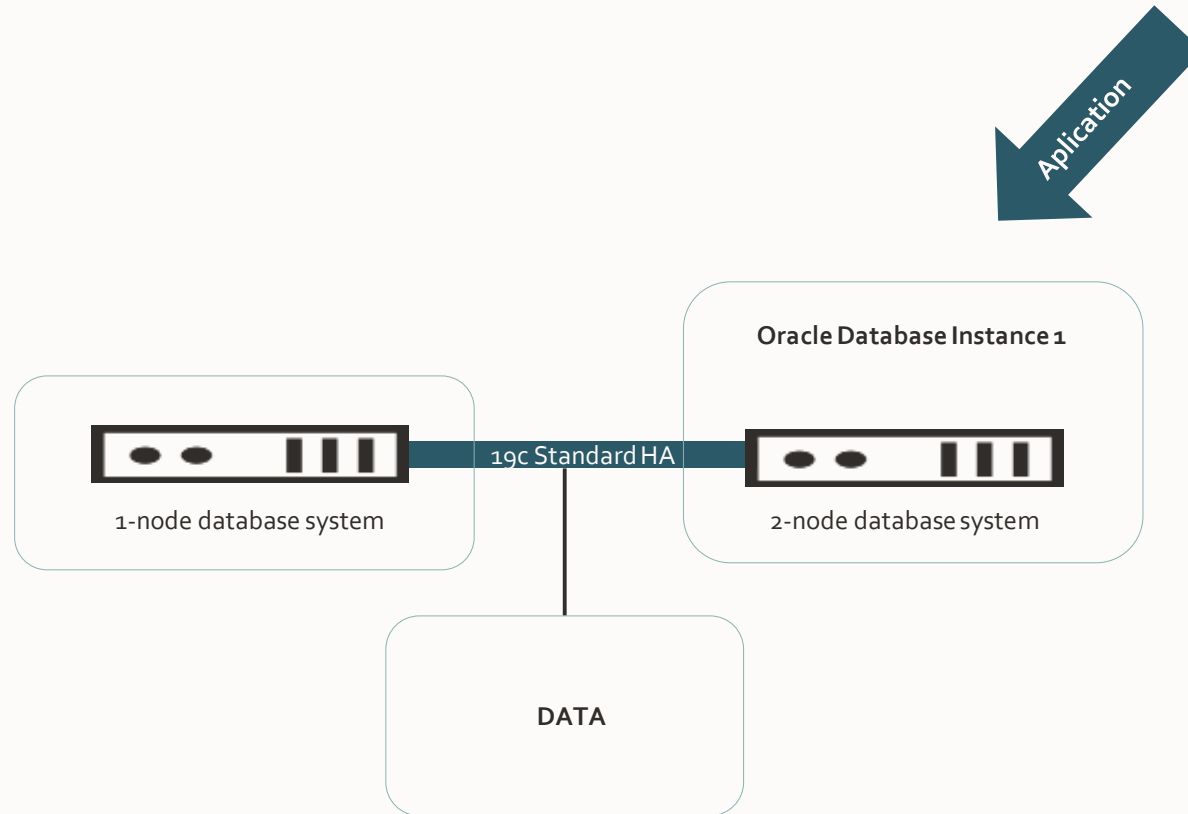 Aplication
Oracle Database Instance 1
19c Standard HA
1-node database system
2-node database system
DATA